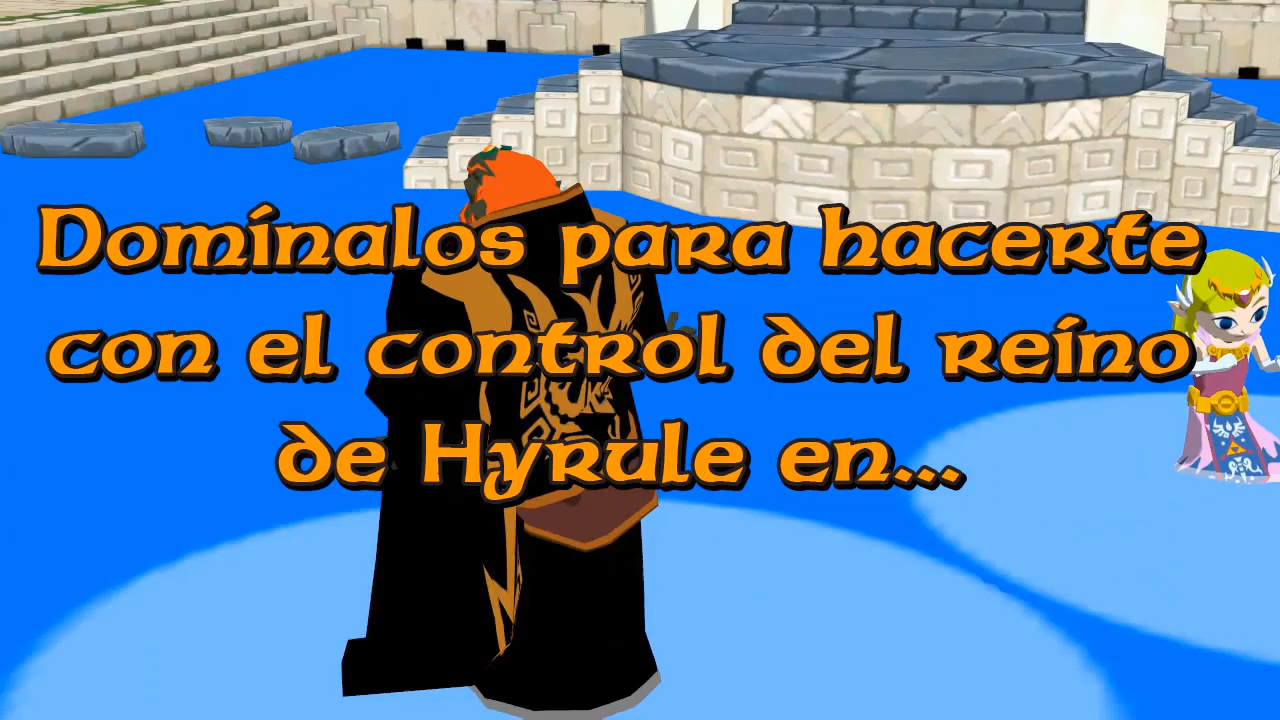 Domínalos para hacerte
con el control del reino
de Hyrule en...